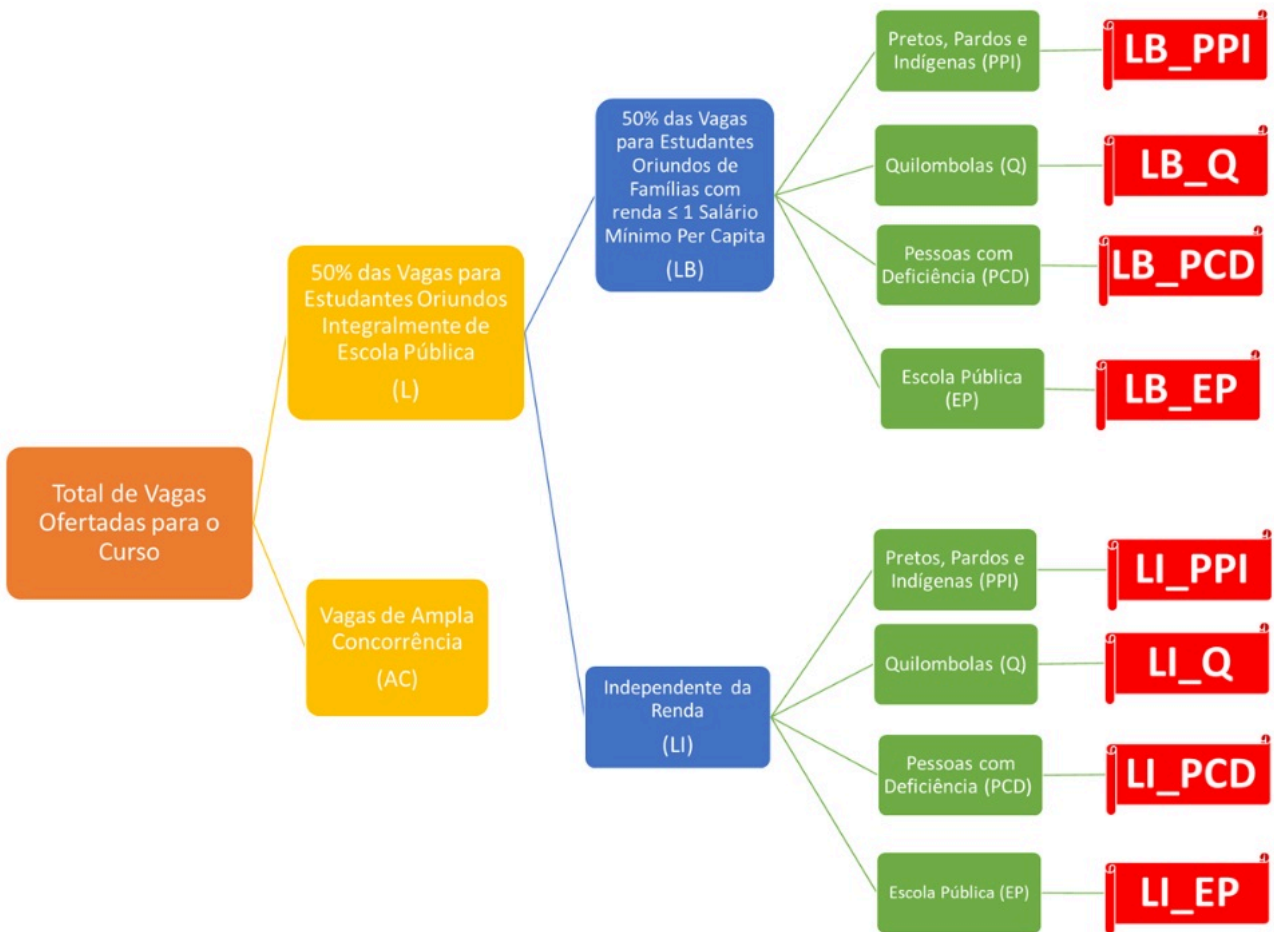 Total de Vagas
Ofertadas para o
Curso
50% das Vagas para
Estudantes Oriundos
Integralmente de
Escola Pública
(L)
Vagas de Ampla
Concorrência
(AC)
50% das Vagas
para Estudantes
Oriundos de
Famílias com
renda ≤ 1 Salário
Mínimo Per Capita
(LB)
Independente da
Renda
(LI)
Pretos, Pardos e
Indígenas (PPI)
LB_PPI
Quilombolas (Q)
LB_Q
Pessoas com
Deficiência (PCD)
LB_PCD
Escola Pública
(EP)
LB_EP
Pretos, Pardos e
Indígenas (PPI)
LI_PPI
Quilombolas (Q)
LI_Q
Pessoas com
Deficiência (PCD)
LI_PCD
Escola Pública (EP)
LI_EP